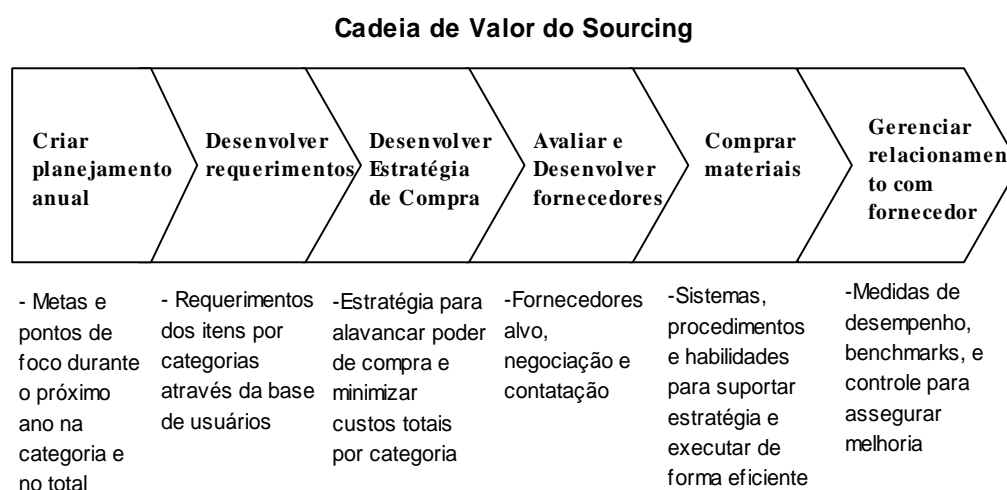 Cadeia de Valor do Sourcing
Criar
planejamento
anual
Desenvolver
requerimentos
Desenvolver
Estratégia
de Compra
Avaliar e
Desenvolver
fornecedores
Comprar
materiais
Gerenciar
relacionamen
to com
fornecedor
- Metas e
pontos de
foco durante
o próximo
ano na
categoria e
no total
- Requerimentos
dos itens por
categorias
através da base
de usuários
-Estratégia para
alavancar poder
de compra e
minimizar
custos totais
por categoria
-Fornecedores
alvo,
negociação e
contatação
-Sistemas,
procedimentos
e habilidades
para suportar
estratégia e
executar de
forma eficiente
-Medidas de
desempenho,
benchmarks, e
controle para
assegurar
melhoria